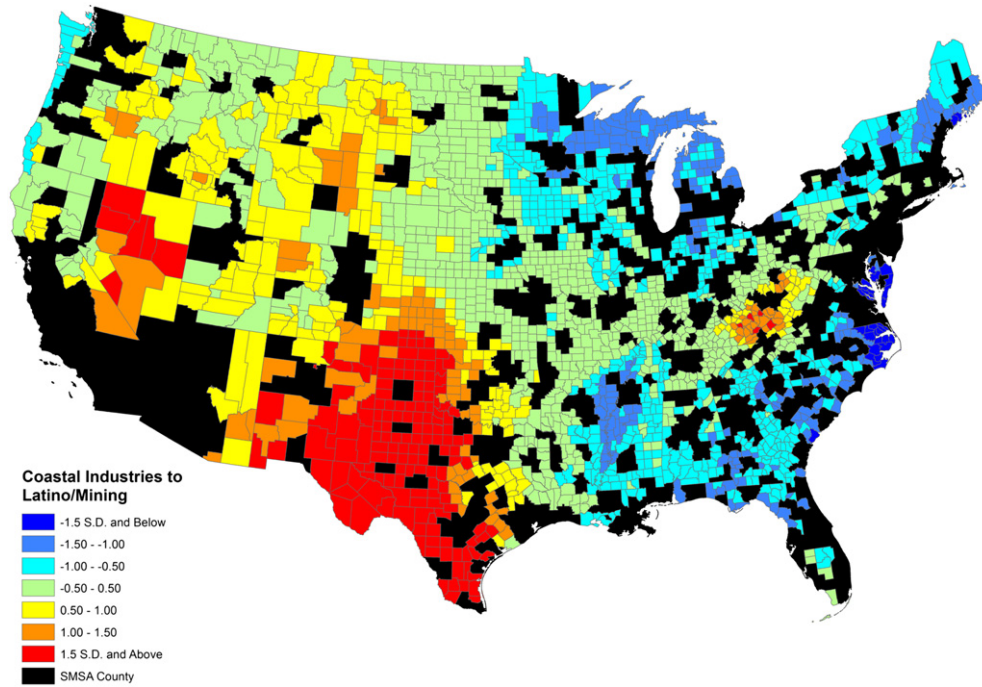 Coastal Industries to
Latino/Mining
-1.5 S.D. and Below
-1.50 - -1.00
-1.00 - -0.50
-0.50 - 0.50
0.50 - 1.00
1.00 - 1.50
1.5 S.D. and Above
SMSA County